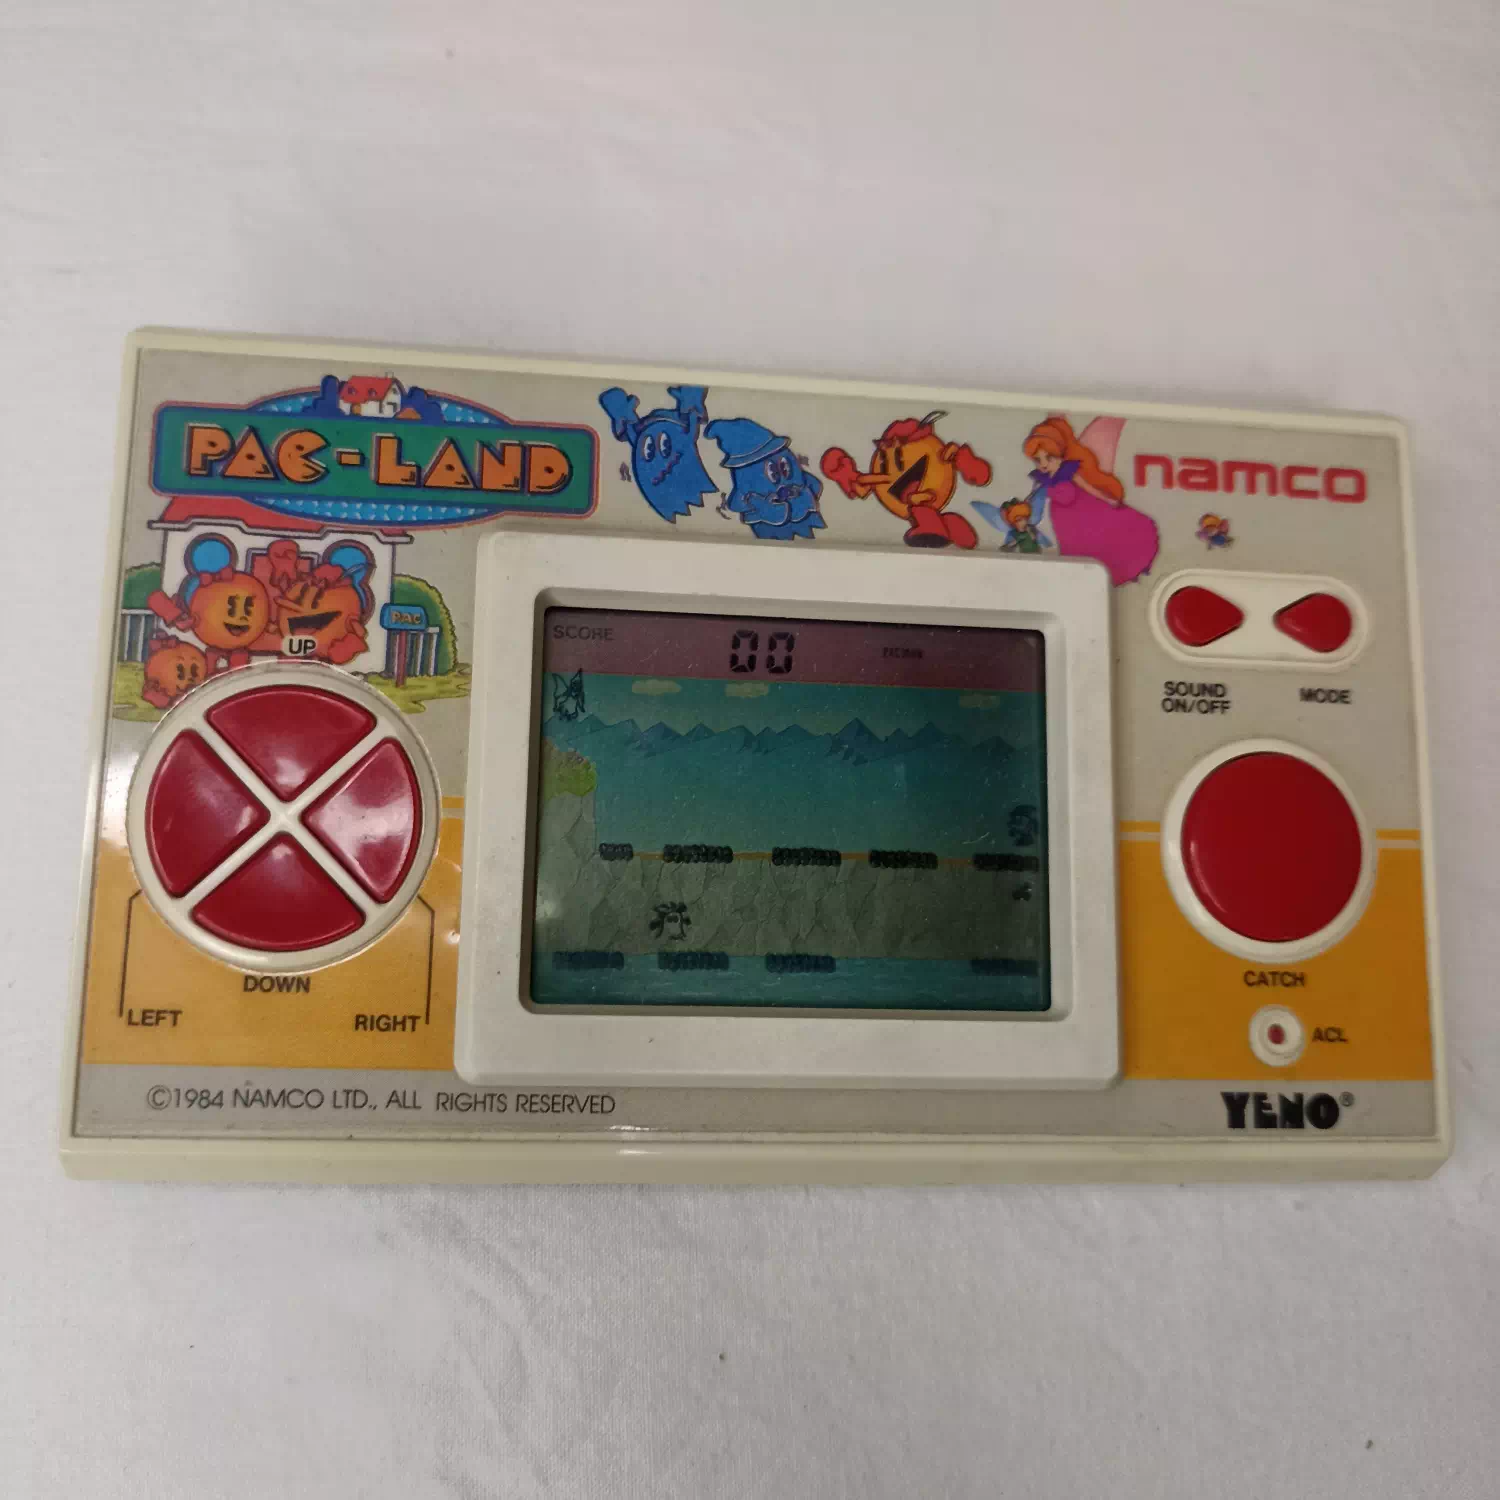 PAC-LAND
namco
PAC
UP
SCORE
00
SOUND
ON/OFF
MODE
DOWN
LEFT
RIGHT
CATCH
ACL
©1984 NAMCO LTD., ALL RIGHTS RESERVED
YENO®